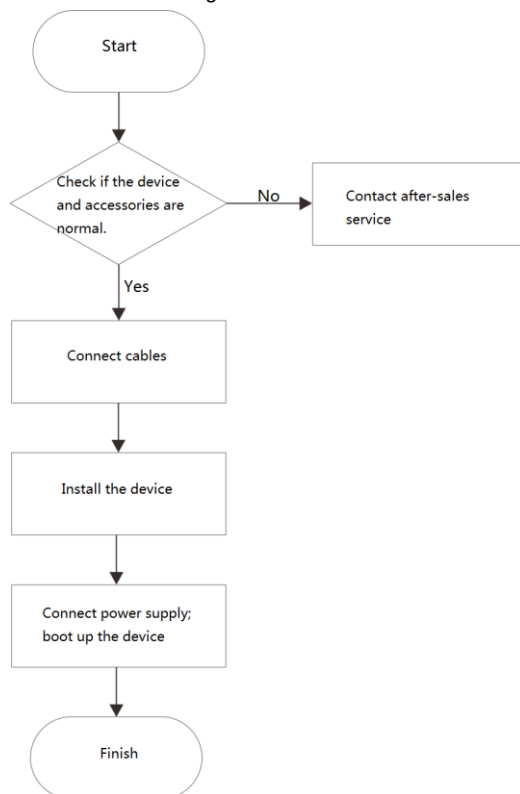 Start
Check if the device
and accessories are
normal.
No
Contact after-sales
service
Yes
Connect cables
Install the device
Connect power supply;
boot up the device
Finish